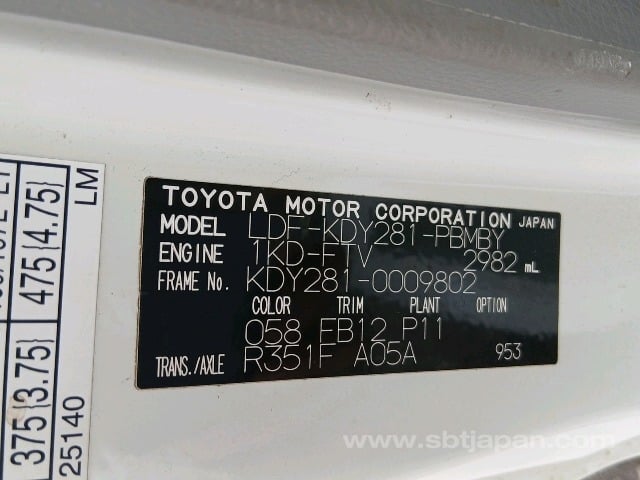 375(3.75) 475(4.75)
25140 LM
TOYOTA MOTOR CORPORATION JAPAN
MODEL LDF-KDY281-PBMBY
ENGINE 1KD-FTV 2982 mL
FRAME No. KDY281-0009802
COLOR TRIM PLANT OPTION
058 FB12 P11
TRANS./AXLE R351F A05A 953
www.sbtjapan.com